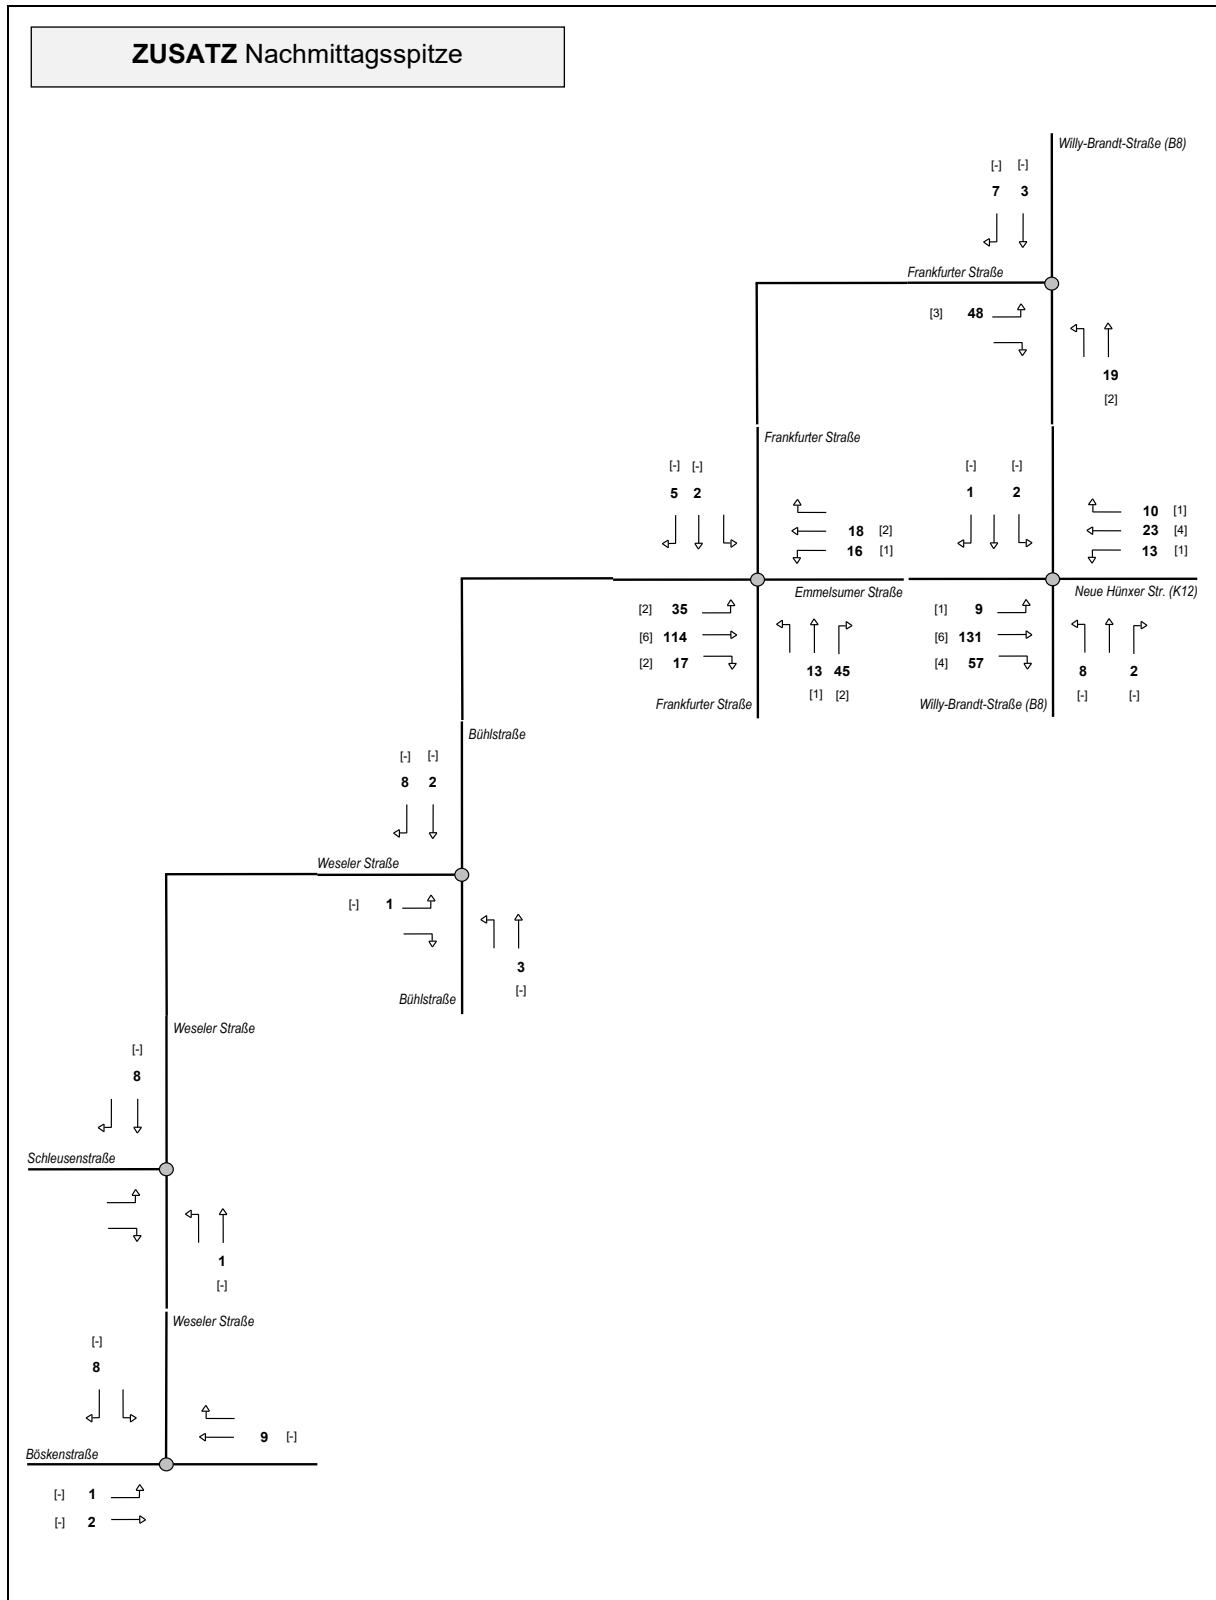 ZUSATZ Nachmittagsspitze
Willy-Brandt-Straße (B8)
[-] [-]
7 3
Frankfurter Straße
[3] 48
19
[2]
Frankfurter Straße
[-] [-]
5 2
18 [2]
16 [1]
[-] [-]
1 2
10 [1]
23 [4]
13 [1]
Emmelsumer Straße
Neue Hünxer Str. (K12)
[2] 35
[6] 114
[2] 17
13 45
[1] [2]
Frankfurter Straße
[1] 9
[6] 131
[4] 57
8 2
[-] [-]
Willy-Brandt-Straße (B8)
Bühlstraße
[-] [-]
8 2
Weseler Straße
[-] 1
3
[-]
Bühlstraße
Weseler Straße
[-]
8
Schleusenstraße
1
[-]
Weseler Straße
[-]
8
9 [-]
Böskenstraße
[-] 1
[-] 2